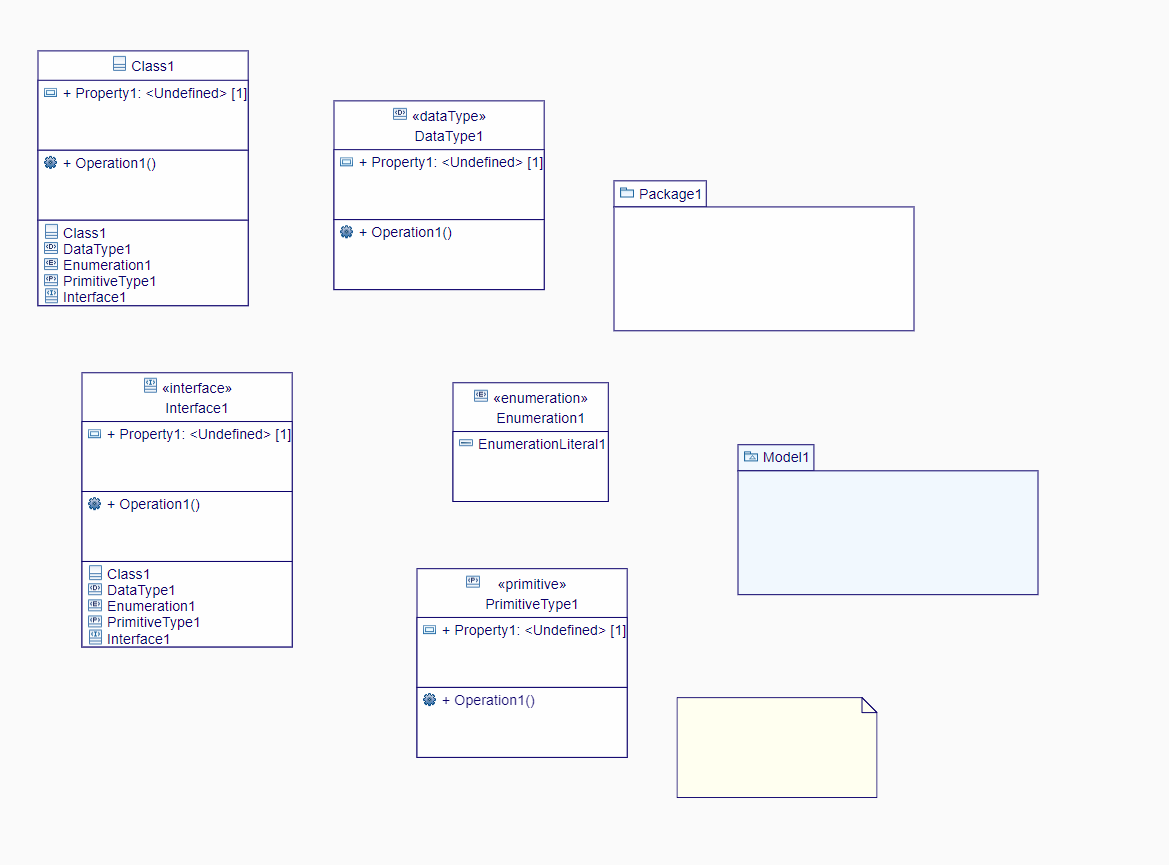 Class1
+ Property1: <Undefined> [1]
+ Operation1()
Class1
DataType1
Enumeration1
PrimitiveType1
Interface1
«dataType»
DataType1
+ Property1: <Undefined> [1]
+ Operation1()
Package1
«interface»
Interface1
+ Property1: <Undefined> [1]
+ Operation1()
Class1
DataType1
Enumeration1
PrimitiveType1
Interface1
«enumeration»
Enumeration1
EnumerationLiteral1
Model1
«primitive»
PrimitiveType1
+ Property1: <Undefined> [1]
+ Operation1()